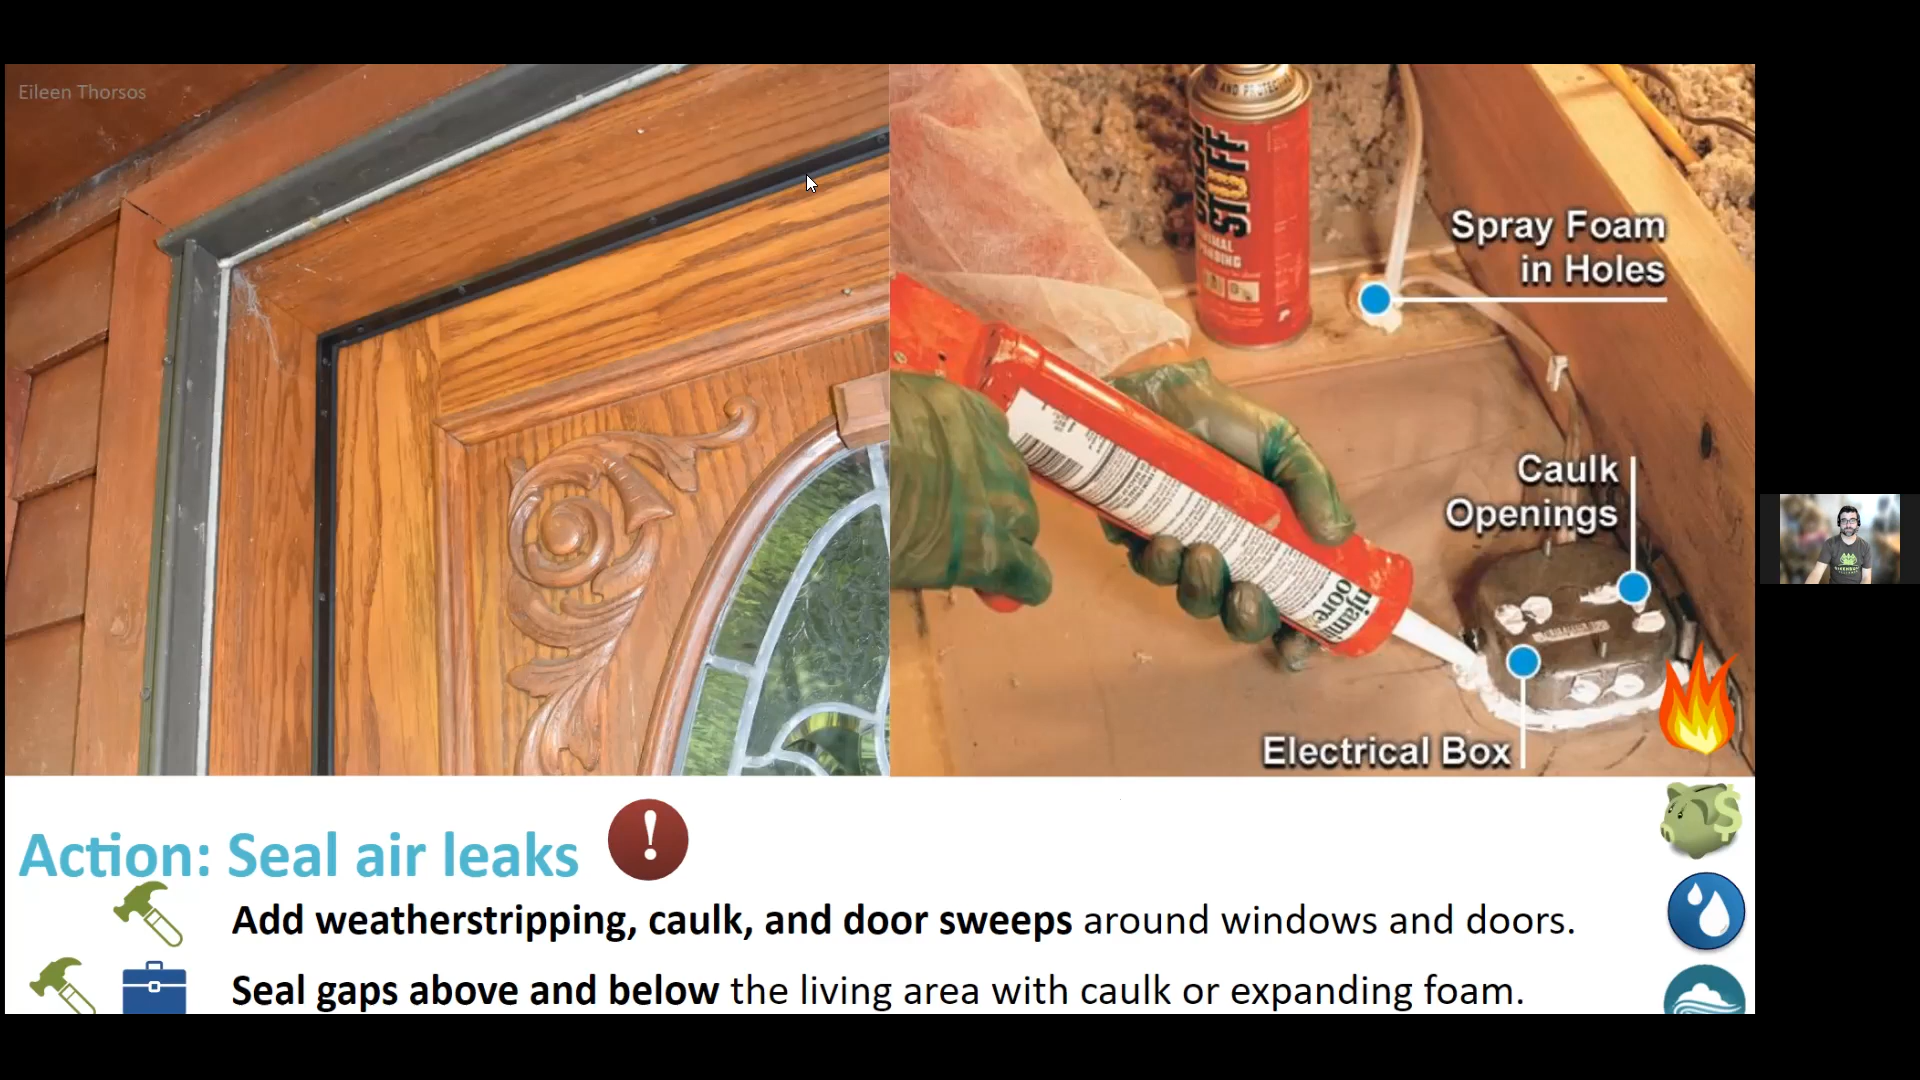 Eileen Thorsos
STUFF
Spray Foam
in Holes
Caulk
Openings
Electrical Box
Action: Seal air leaks
Add weatherstripping, caulk, and door sweeps around windows and doors.
Seal gaps above and below the living area with caulk or expanding foam.